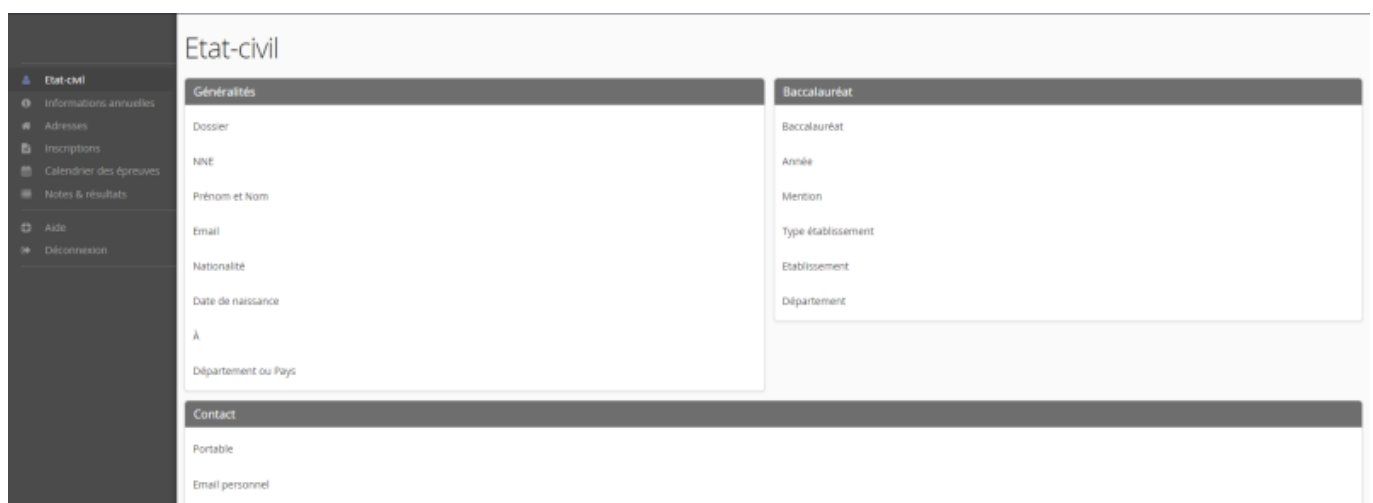 Etat-civil
Informations annuelles
Adresses
Inscriptions
Calendrier des épreuves
Notes & résultats
Aide
Déconnexion
Etat-civil
Généralités
Dossier
NNE
Prénom et Nom
Email
Nationalité
Date de naissance
À
Département ou Pays
Baccalauréat
Baccalauréat
Année
Mention
Type établissement
Etablissement
Département
Contact
Portable
Email personnel